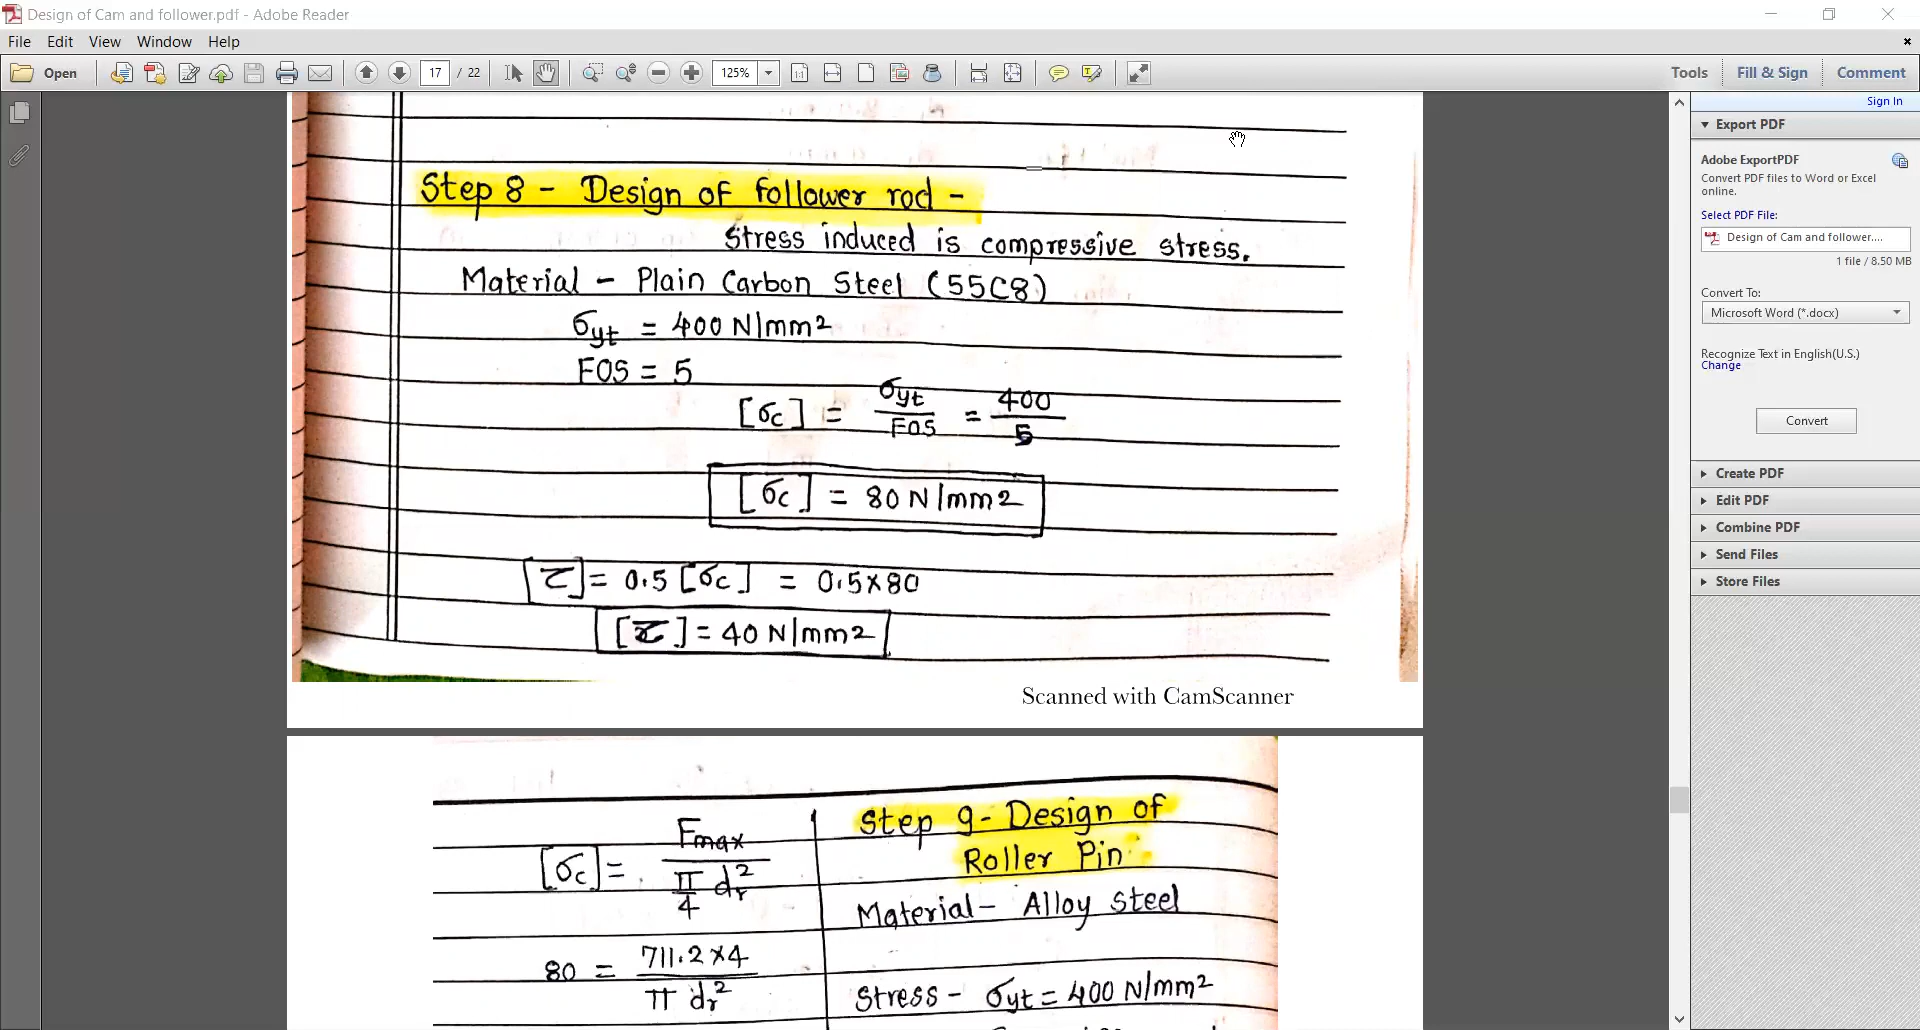 Design of Cam and follower.pdf - Adobe Reader
File Edit View Window Help
Open 17 / 22 125% Tools Fill & Sign Comment
Sign In
Export PDF
Adobe ExportPDF
Convert PDF files to Word or Excel
online.
Select PDF File:
Design of Cam and follower....
1 file / 8.50 MB
Convert To:
Microsoft Word (*.docx)
Recognize Text in English(U.S.)
Change
Convert
Create PDF
Edit PDF
Combine PDF
Send Files
Store Files
Step 8 - Design of follower rod -
Stress induced is compressive stress.
Material - Plain Carbon Steel (55C8)
σyt = 400 N/mm2
FOS = 5
[σc] = σyt/FOS = 400/5
[σc] = 80 N/mm2
[τ] = 0.5 [σc] = 0.5×80
[τ] = 40 N/mm2
Scanned with CamScanner
[σc] = Fmax / π/4 dr²
80 = 711.2×4 / π dr²
Step 9 - Design of
Roller Pin
Material - Alloy steel
Stress - σyt = 400 N/mm²